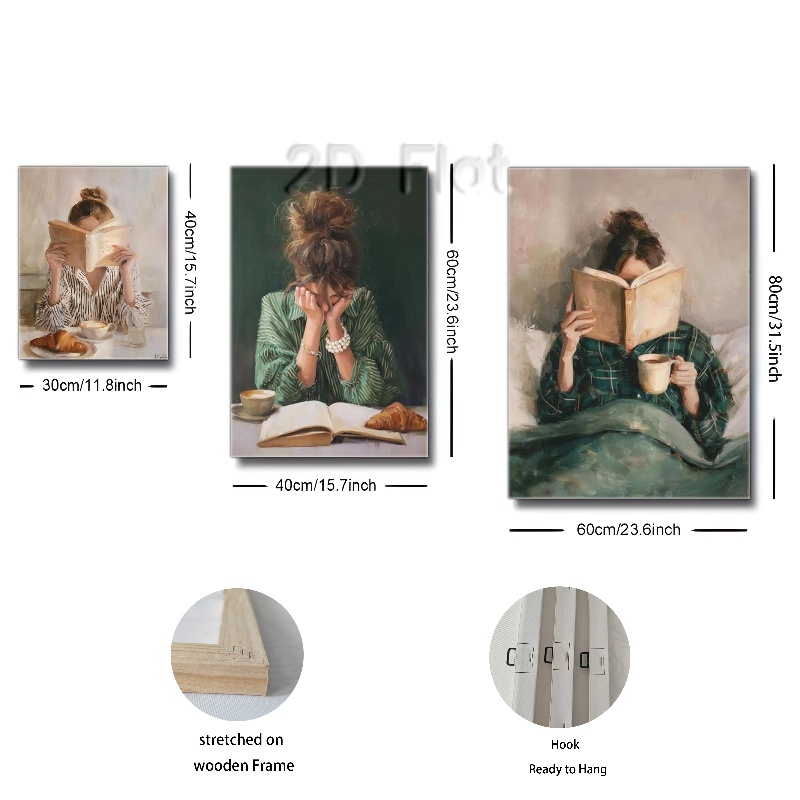 2D Flat
40cm/15.7inch
30cm/11.8inch
60cm/23.6inch
40cm/15.7inch
80cm/31.5inch
60cm/23.6inch
stretched on
wooden Frame
Hook
Ready to Hang